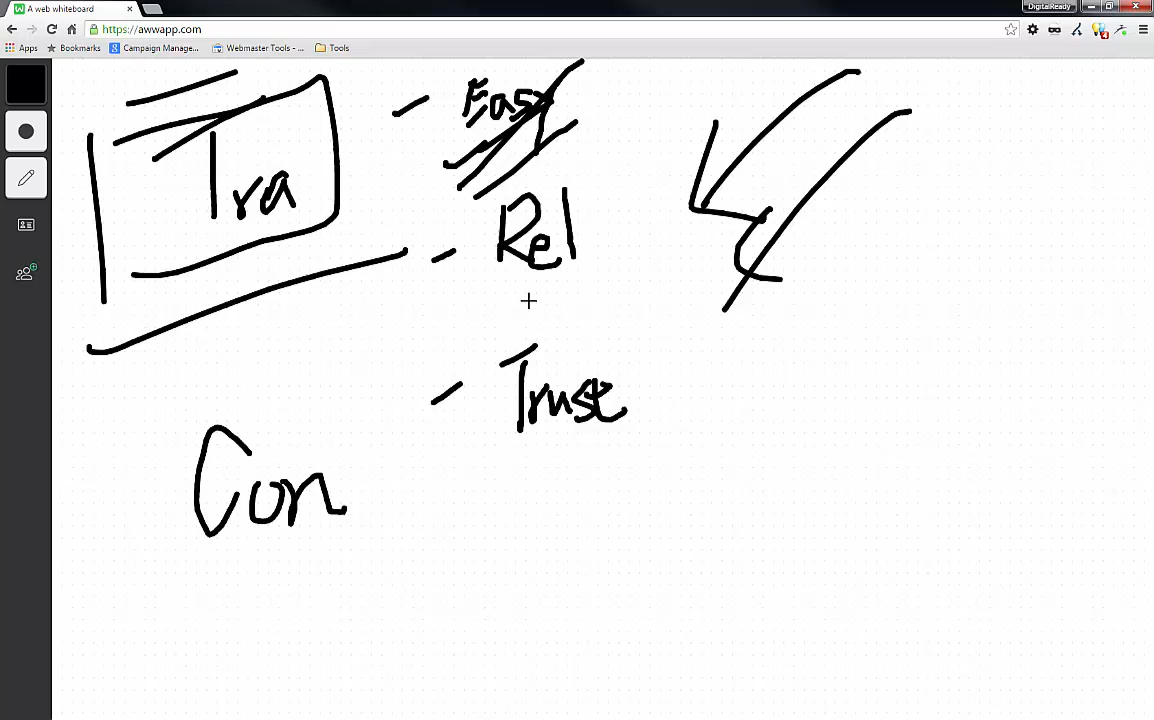 A web whiteboard
DigitalReady
https://awwapp.com
Apps Bookmarks Campaign Manage... Webmaster Tools - ... Tools
- Easy
Tra
- Rel
- Trust
Con